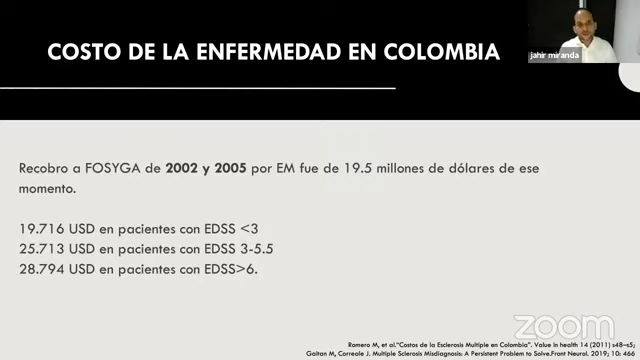 COSTO DE LA ENFERMEDAD EN COLOMBIA
jahir miranda
Recobro a FOSYGA de 2002 y 2005 por EM fue de 19.5 millones de dólares de ese
momento.
19.716 USD en pacientes con EDSS <3
25.713 USD en pacientes con EDSS 3-5.5
28.794 USD en pacientes con EDSS>6.
zoom
Romero M, et al."Costos de la Esclerosis Multiple en Colombia". Value in health 14 (2011) s48–s5;
Gaitan M, Correale J. Multiple Sclerosis Misdiagnosis: A Persistent Problem to Solve.Front Neurol. 2019; 10: 466